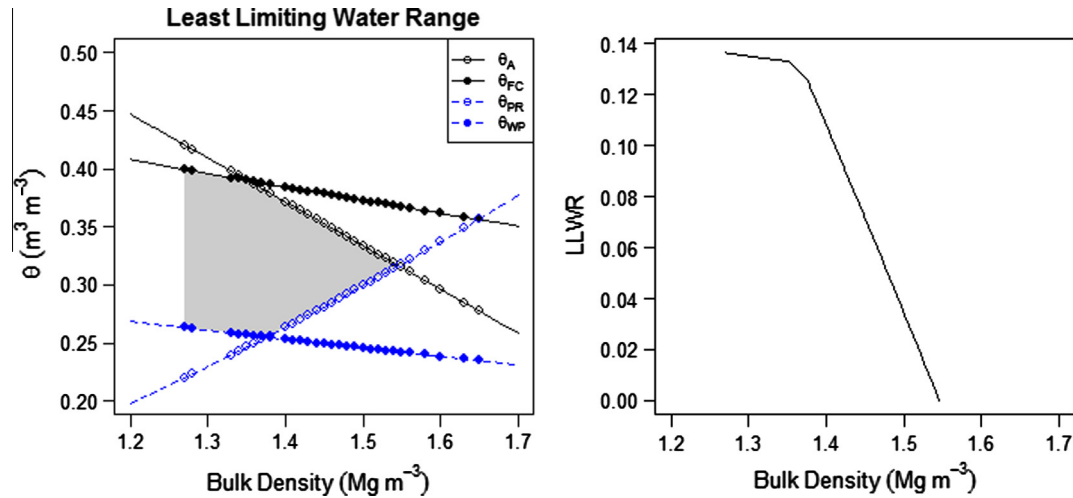 Least Limiting Water Range
θ (m³ m⁻³)
0.50
0.45
0.40
0.35
0.30
0.25
0.20
θA
θFC
θPR
θWP
1.2 1.3 1.4 1.5 1.6 1.7
Bulk Density (Mg m⁻³)
LLWR
0.14
0.12
0.10
0.08
0.06
0.04
0.02
0.00
1.2 1.3 1.4 1.5 1.6 1.7
Bulk Density (Mg m⁻³)